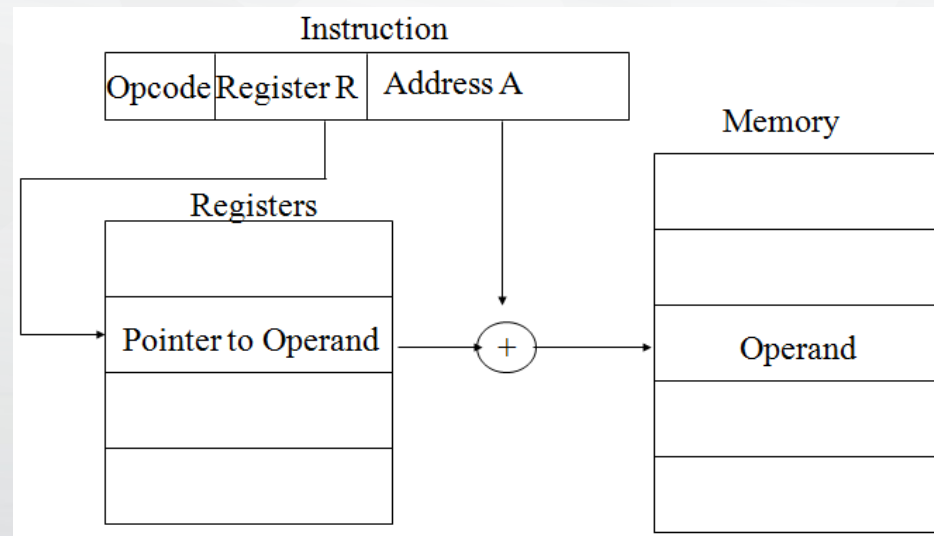 Instruction
Opcode Register R Address A
Memory
Registers
Pointer to Operand
+
Operand